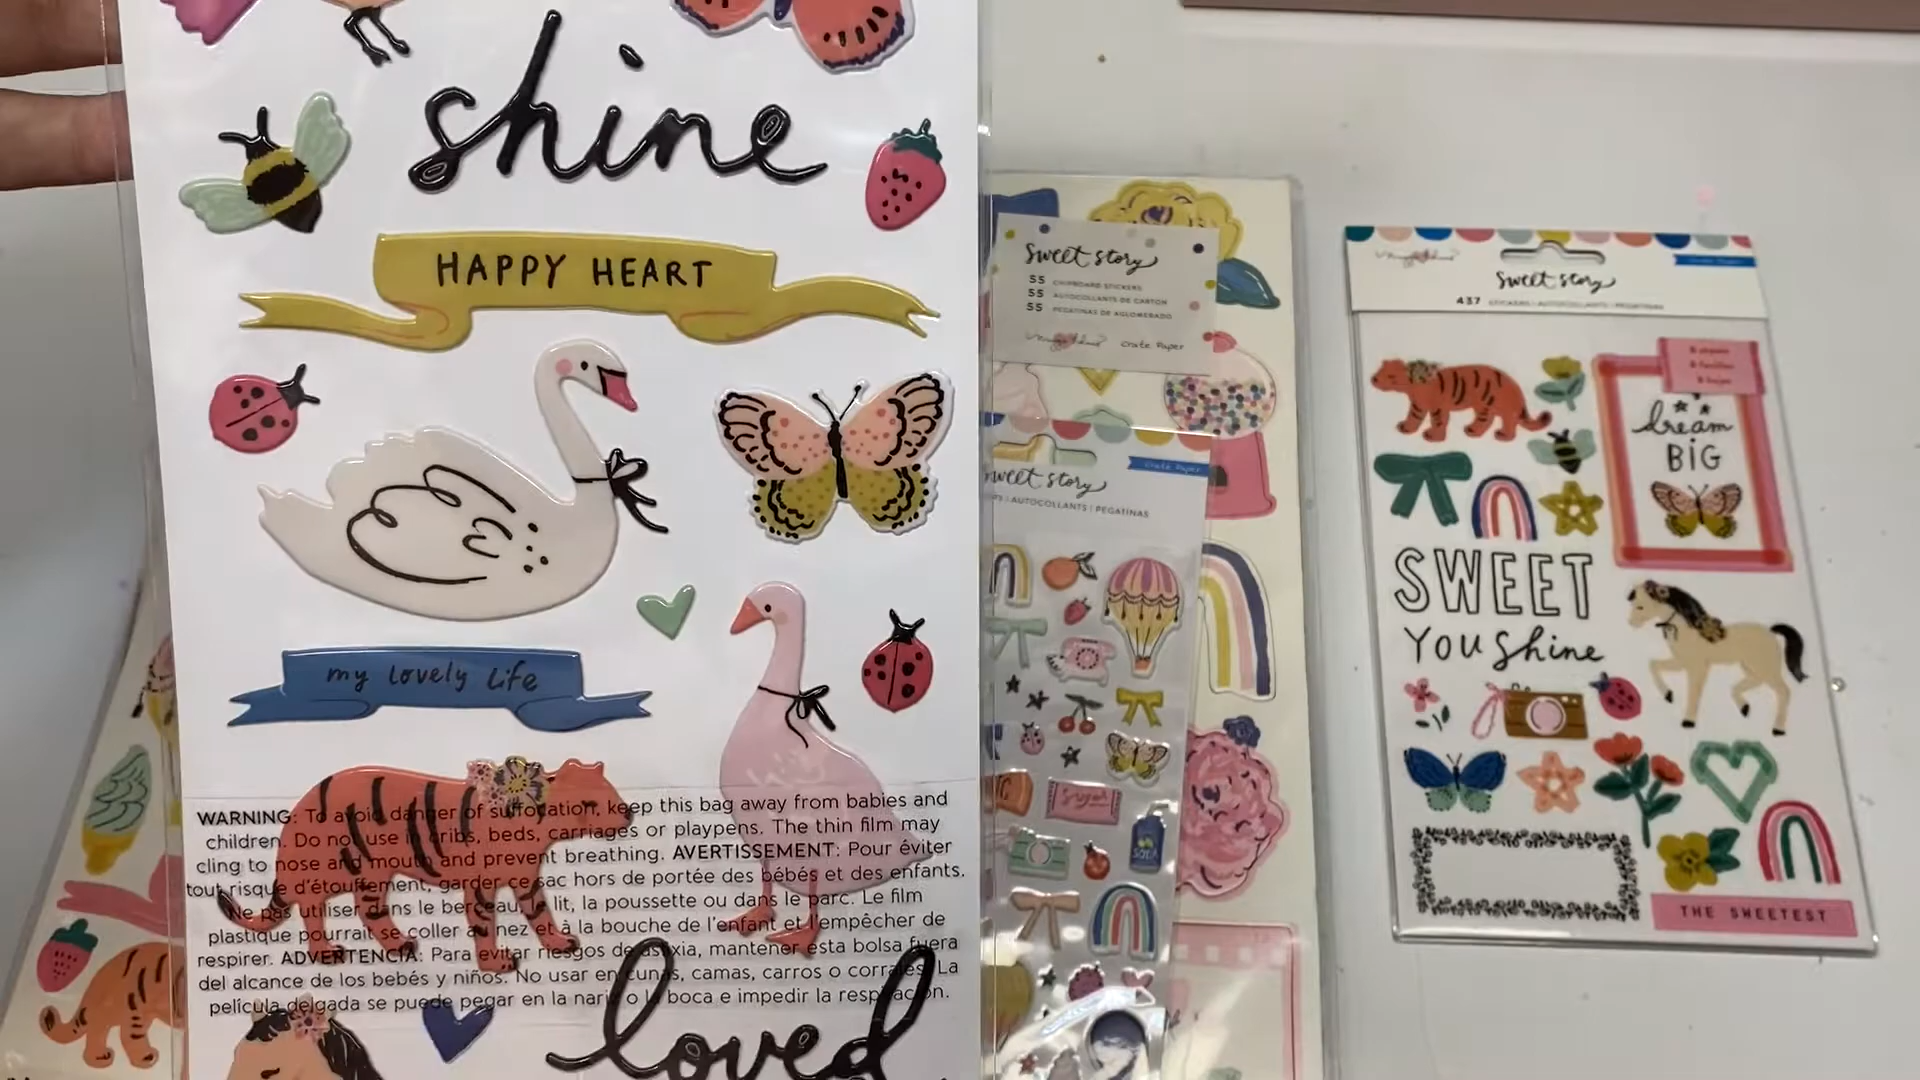 shine
HAPPY HEART
my lovely life
WARNING: To avoid danger of suffocation, keep this bag away from babies and
children. Do not use in cribs, beds, carriages or playpens. The thin film may
cling to nose and mouth and prevent breathing. AVERTISSEMENT: Pour éviter
tout risque d'étouffement, garder ce sac hors de portée des bébés et des enfants.
Ne pas utiliser dans le berceau, le lit, la poussette ou dans le parc. Le film
plastique pourrait se coller au nez et à la bouche de l'enfant et l'empêcher de
respirer. ADVERTENCIA: Para evitar riesgos de asfixia, mantener esta bolsa fuera
del alcance de los bebés y niños. No usar en cunas, camas, carros o corrales. La
película delgada se puede pegar en la nariz o la boca e impedir la respiración.
loved
sweet story
55 CHIPBOARD STICKERS
55 AUTOCOLLANTS DE CARTON
55 PEGATINAS DE AGLOMERADO
Crate Paper
Crate Paper
sweet story
AUTOCOLLANTS | PEGATINAS
Sugar
SODA
sweet story
437 STICKERS | AUTOCOLLANTS | PEGATINAS
dream
BIG
SWEET
YOU Shine
THE SWEETEST